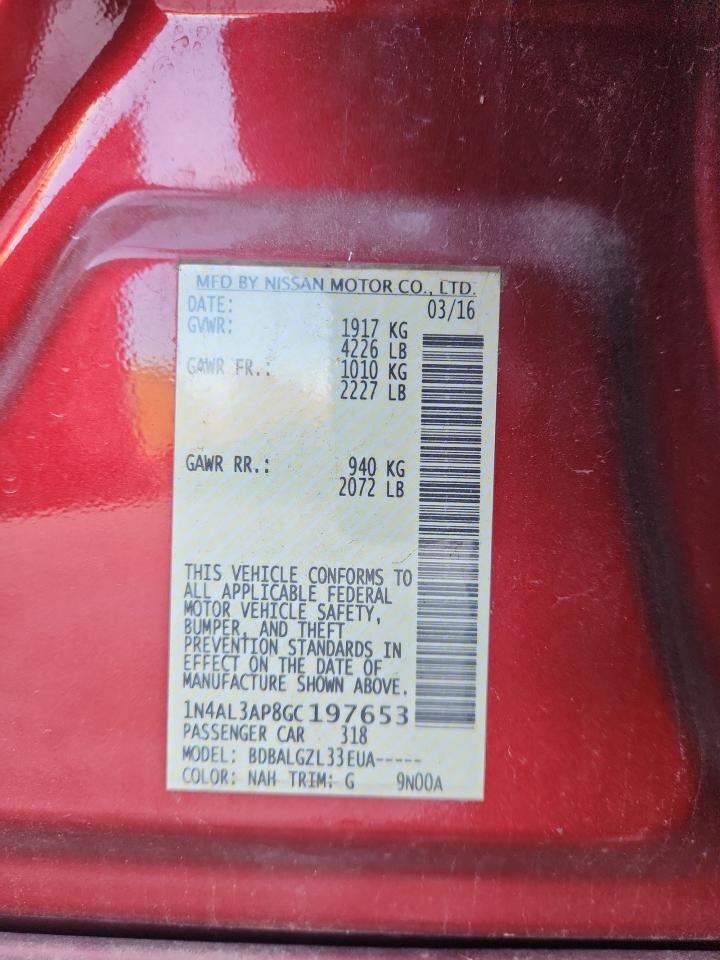 MFD BY NISSAN MOTOR CO., LTD.
DATE: 03/16
GVWR: 1917 KG
4226 LB
GAWR FR.: 1010 KG
2227 LB
GAWR RR.: 940 KG
2072 LB
THIS VEHICLE CONFORMS TO
ALL APPLICABLE FEDERAL
MOTOR VEHICLE SAFETY,
BUMPER, AND THEFT
PREVENTION STANDARDS IN
EFFECT ON THE DATE OF
MANUFACTURE SHOWN ABOVE.
1N4AL3AP8GC197653
PASSENGER CAR 318
MODEL: BDBALGZL33EUA-----
COLOR: NAH TRIM: G 9N00A